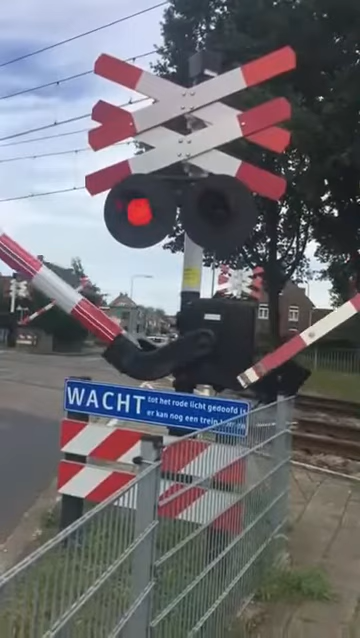 WACHT tot het rode licht gedoofd is
er kan nog een trein komen